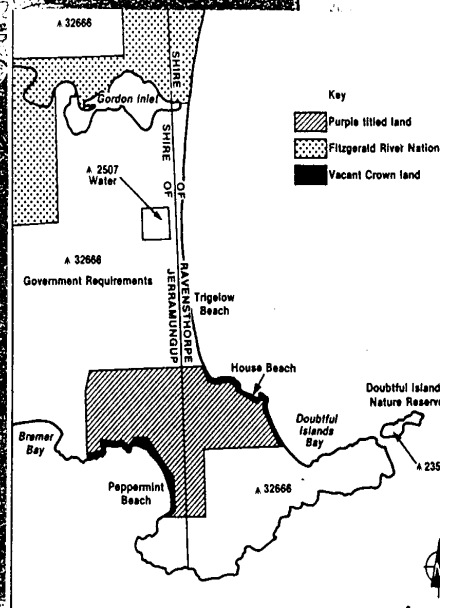 ▵ 32666
Gordon Inlet
SHIRE
SHIRE OF
OF RAVENSTHORPE
JERRAMUNGUP
Key
Purple titled land
Fitzgerald River Nation
Vacant Crown land
▵ 2507
Water
▵ 32666
Government Requirements
Trigelow
Beach
House Beach
Doubtful Island
Nature Reserv
Doubtful
Islands
Bay
Bremer
Bay
Peppermint
Beach
▵ 32666
▵ 235